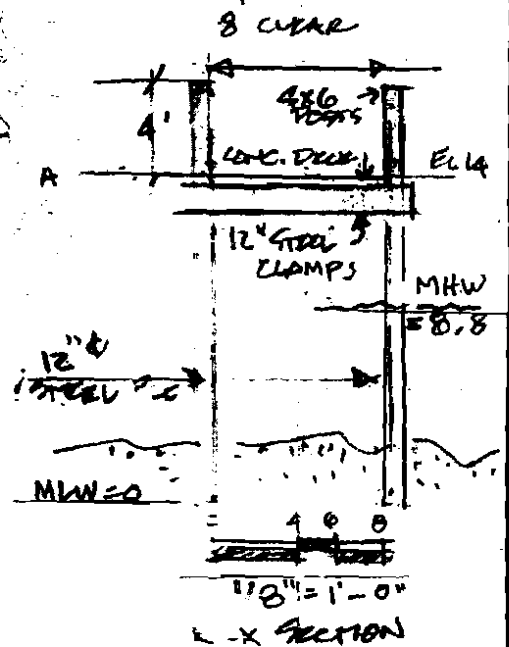 8 CLEAR
4X6
POSTS
4'
CONC. DECK
EL 14
A
12" STEEL
CLAMPS
MHW
= 8.8
12" ¢
STEEL
MLW = 0
4 6 8
1/8" = 1'-0"
X SECTION